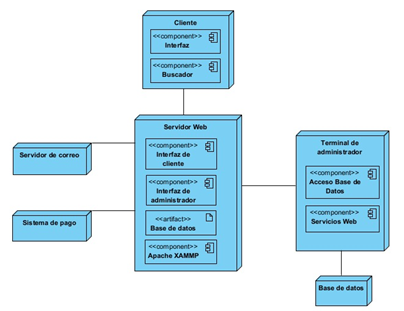 Cliente
<<component>>
Interfaz
<<component>>
Buscador
Servidor Web
<<component>>
Interfaz de
cliente
<<component>>
Interfaz de
administrador
<<artifact>>
Base de datos
<<component>>
Apache XAMMP
Servidor de correo
Sistema de pago
Terminal de
administrador
<<component>>
Acceso Base de
Datos
<<component>>
Servicios Web
Base de datos